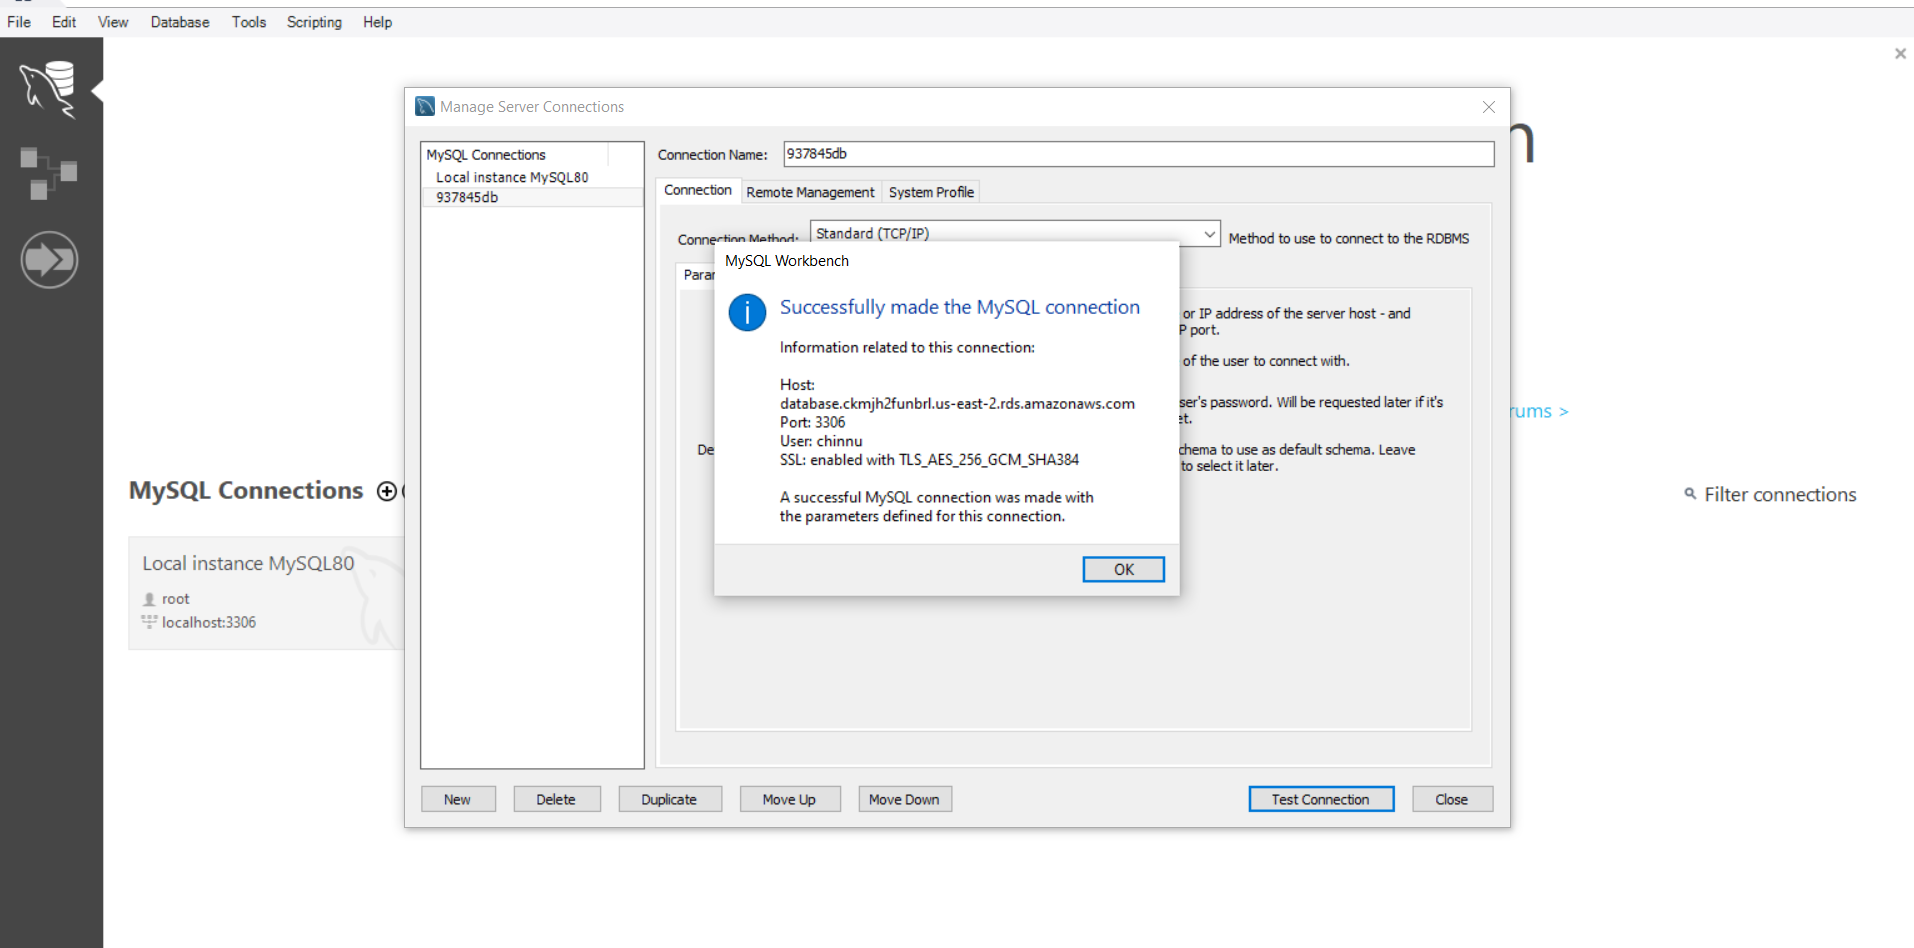 File Edit View Database Tools Scripting Help
Manage Server Connections
MySQL Connections
Local instance MySQL80
937845db
Connection Name: 937845db
Connection Remote Management System Profile
Connection Method: Standard (TCP/IP) Method to use to connect to the RDBMS
MySQL Workbench
Successfully made the MySQL connection
Information related to this connection:
Host:
database.ckmjh2funbrl.us-east-2.rds.amazonaws.com
Port: 3306
User: chinnu
SSL: enabled with TLS_AES_256_GCM_SHA384
A successful MySQL connection was made with
the parameters defined for this connection.
OK
or IP address of the server host - and
P port.
of the user to connect with.
ser's password. Will be requested later if it's
et.
chema to use as default schema. Leave
to select it later.
rums >
MySQL Connections
Filter connections
Local instance MySQL80
root
localhost:3306
New Delete Duplicate Move Up Move Down Test Connection Close